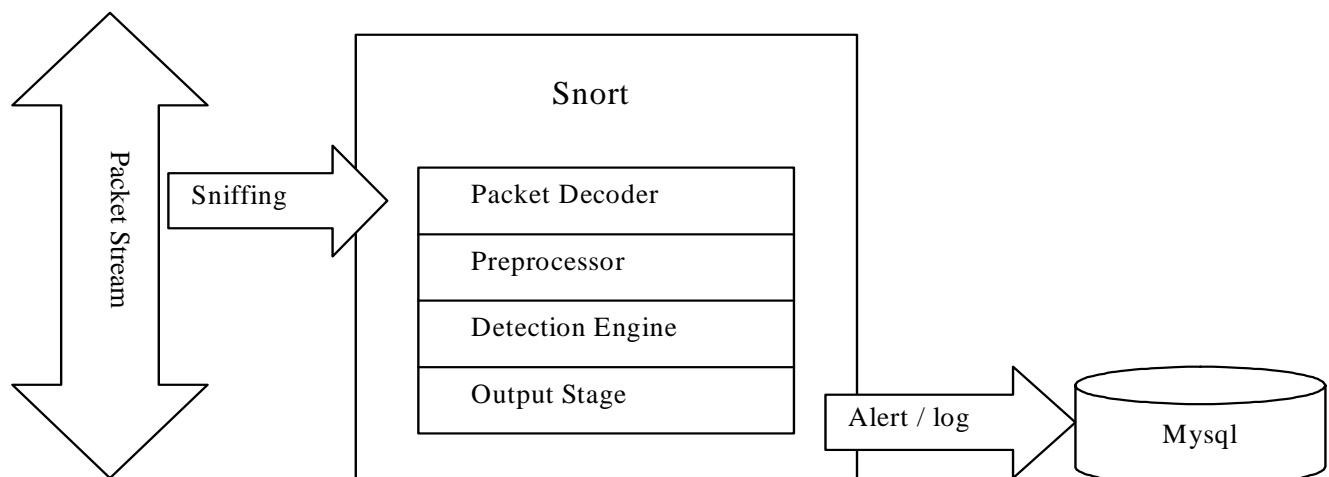 Snort
Packet Stream
Sniffing
Packet Decoder
Preprocessor
Detection Engine
Output Stage
Alert / log
Mysql